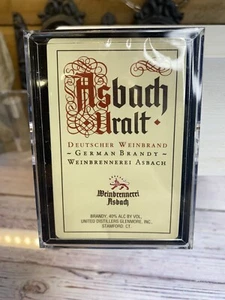 Asbach
Uralt
Deutscher Weinbrand
- German Brandy -
Weinbrennerei Asbach
Weinbrennerei
Asbach
BRANDY, 40% ALC BY VOL.
UNITED DISTILLERS GLENMORE, INC.
STAMFORD CT.